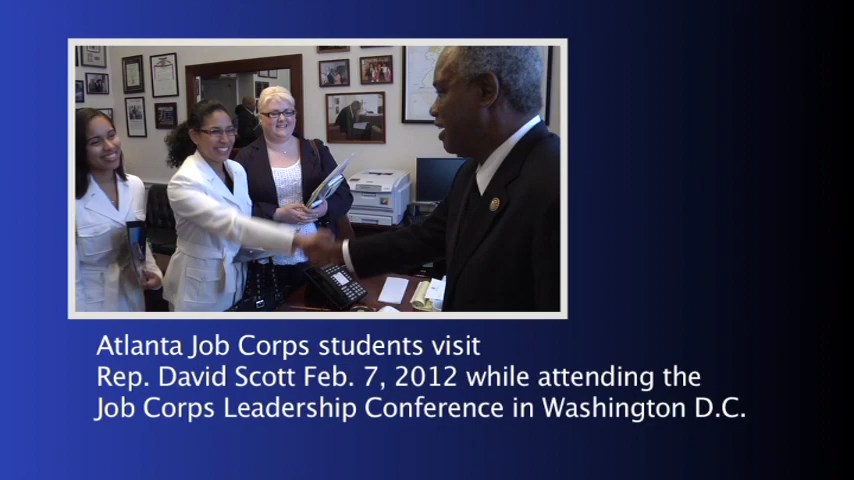 Atlanta Job Corps students visit
Rep. David Scott Feb. 7, 2012 while attending the
Job Corps Leadership Conference in Washington D.C.